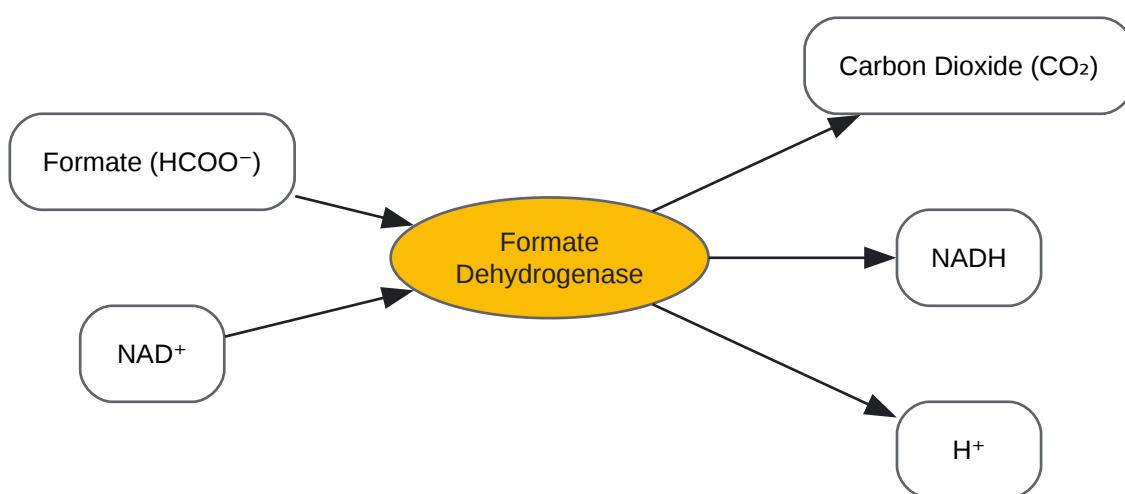 Carbon Dioxide (CO₂)
Formate (HCOO⁻)
Formate
Dehydrogenase
NADH
NAD⁺
H⁺